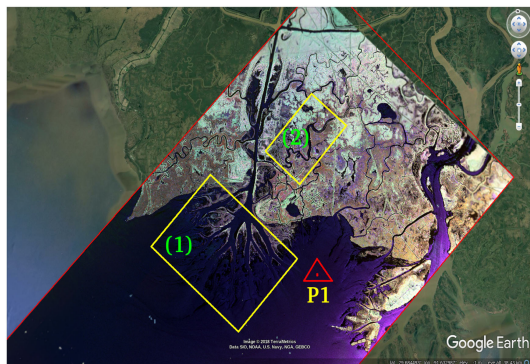 (2)
(1)
P1
Image © 2018 TerraMetrics
Data SIO, NOAA, U.S. Navy, NGA, GEBCO
Google Earth